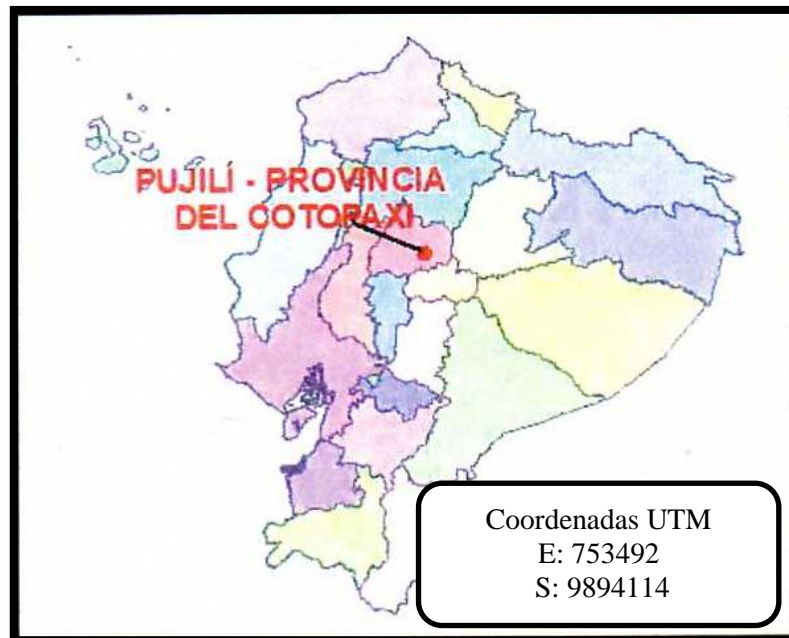 PUJILÍ - PROVINCIA
DEL COTOPAXI
Coordenadas UTM
E: 753492
S: 9894114